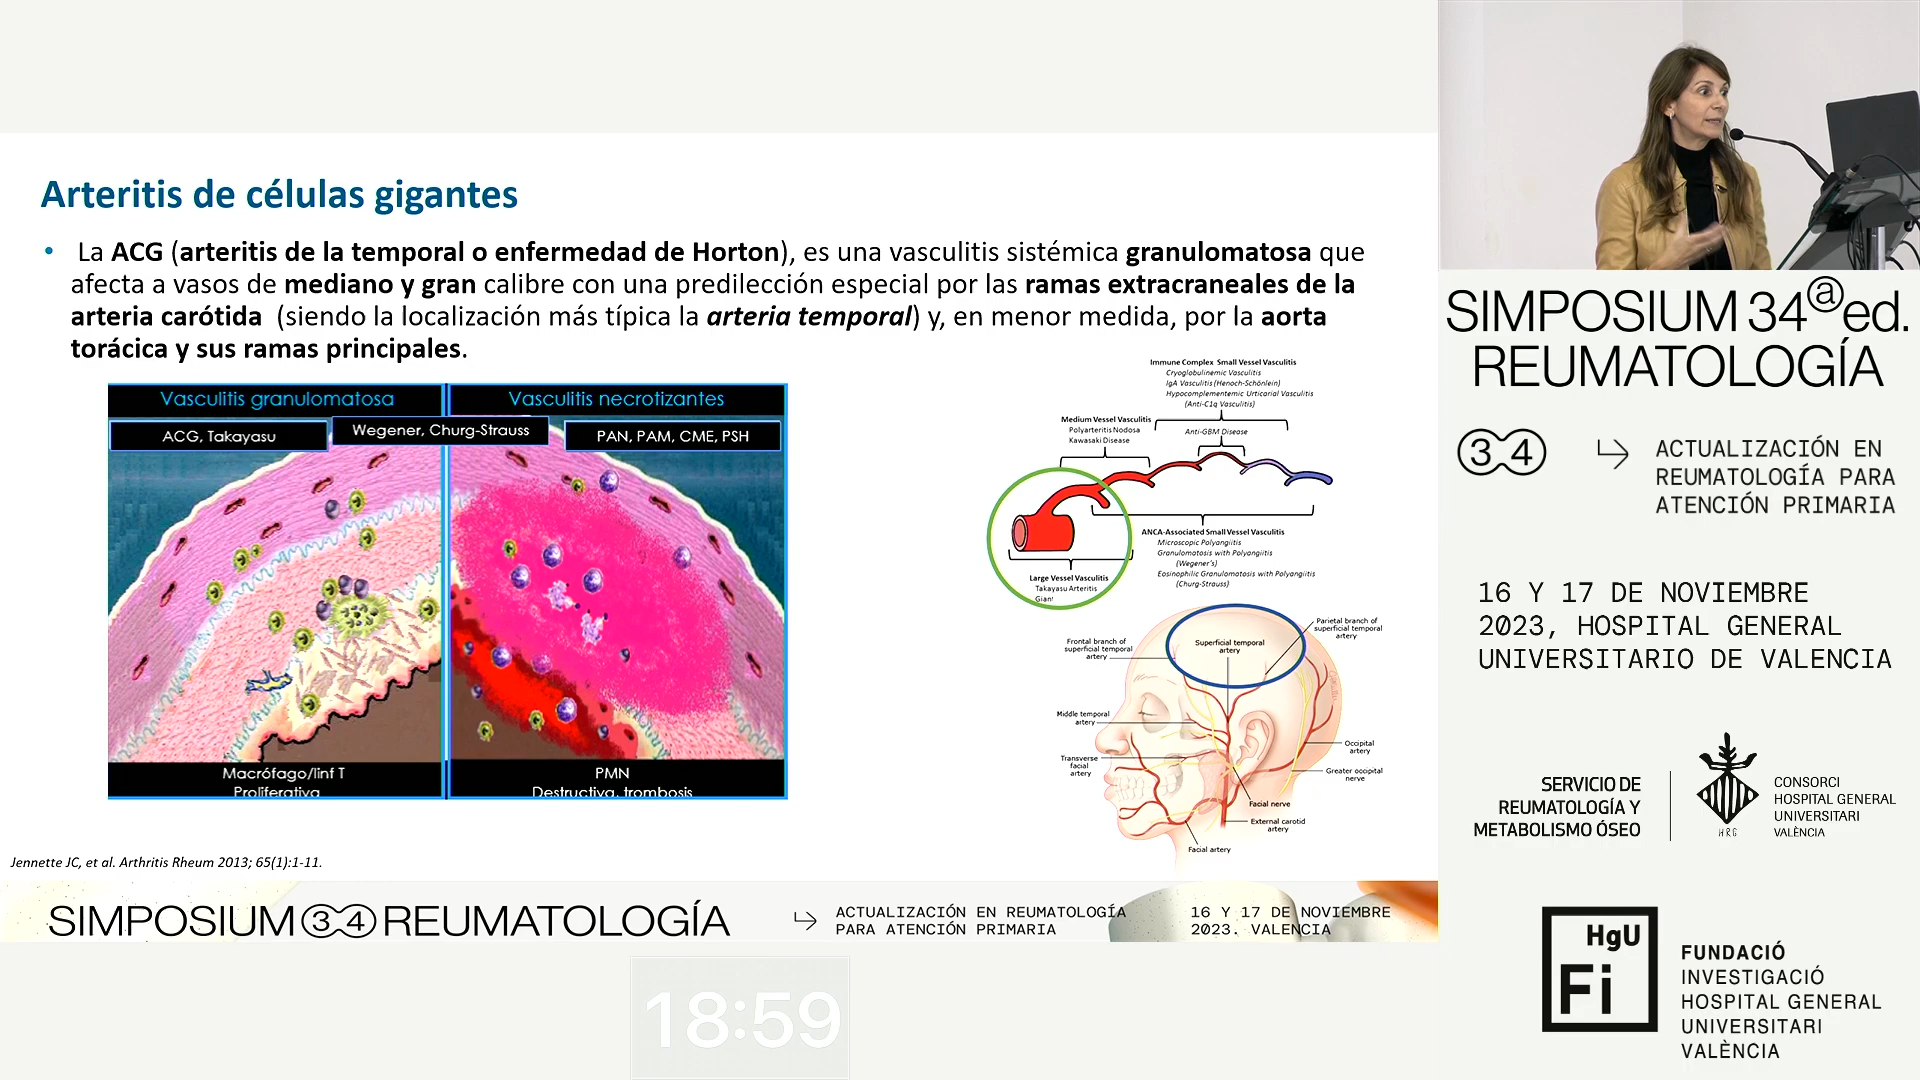 Arteritis de células gigantes
• La ACG (arteritis de la temporal o enfermedad de Horton), es una vasculitis sistémica granulomatosa que
afecta a vasos de mediano y gran calibre con una predilección especial por las ramas extracraneales de la
arteria carótida (siendo la localización más típica la arteria temporal) y, en menor medida, por la aorta
torácica y sus ramas principales.
Vasculitis granulomatosa
Vasculitis necrotizantes
ACG, Takayasu
Wegener, Churg-Strauss
PAN, PAM, CME, PSH
Macrófago/linf T
Proliferativa
PMN
Destructiva, trombosis
Immune Complex Small Vessel Vasculitis
Cryoglobulinemic Vasculitis
IgA Vasculitis (Henoch-Schönlein)
Hypocomplementemic Urticarial Vasculitis
(Anti-C1q Vasculitis)
Medium Vessel Vasculitis
Polyarteritis Nodosa
Kawasaki Disease
Anti-GBM Disease
ANCA-Associated Small Vessel Vasculitis
Microscopic Polyangiitis
Granulomatosis with Polyangiitis
(Wegener's)
Eosinophilic Granulomatosis with Polyangiitis
(Churg-Strauss)
Large Vessel Vasculitis
Takayasu Arteritis
Giant
Superficial temporal
artery
Parietal branch of
superficial temporal
artery
Frontal branch of
superficial temporal
artery
Middle temporal
artery
Transverse
facial
artery
Occipital
artery
Greater occipital
nerve
Facial nerve
External carotid
artery
Facial artery
Jennette JC, et al. Arthritis Rheum 2013; 65(1):1-11.
SIMPOSIUM 34 REUMATOLOGÍA
ACTUALIZACIÓN EN REUMATOLOGÍA
PARA ATENCIÓN PRIMARIA
16 Y 17 DE NOVIEMBRE
2023. VALENCIA
18:59
SIMPOSIUM 34ªed.
REUMATOLOGÍA
34
ACTUALIZACIÓN EN
REUMATOLOGÍA PARA
ATENCIÓN PRIMARIA
16 Y 17 DE NOVIEMBRE
2023, HOSPITAL GENERAL
UNIVERSITARIO DE VALENCIA
SERVICIO DE
REUMATOLOGÍA Y
METABOLISMO ÓSEO
HRG
CONSORCI
HOSPITAL GENERAL
UNIVERSITARI
VALÈNCIA
HgU
Fi
FUNDACIÓ
INVESTIGACIÓ
HOSPITAL GENERAL
UNIVERSITARI
VALÈNCIA